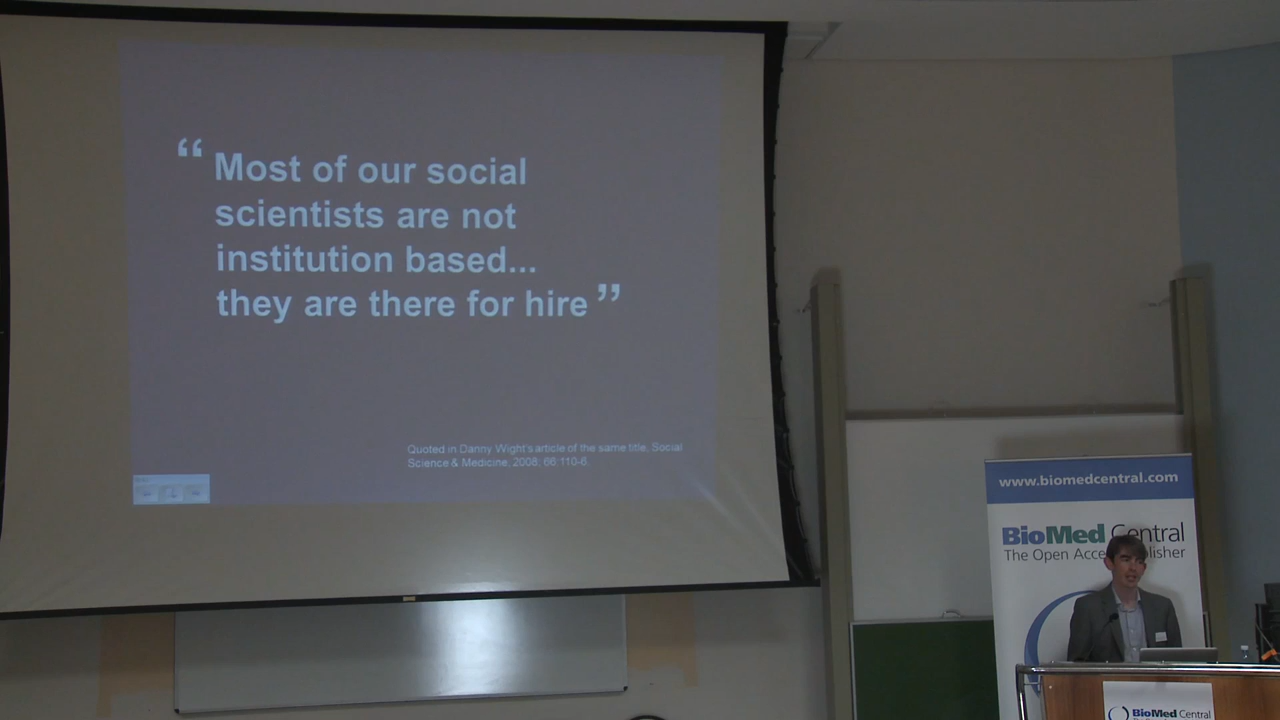 “ Most of our social
scientists are not
institution based...
they are there for hire ”
Quoted in Danny Wight's article of the same title, Social
Science & Medicine, 2008; 66:110-6.
www.biomedcentral.com
BioMed Central
The Open Acce lisher
BioMed Central